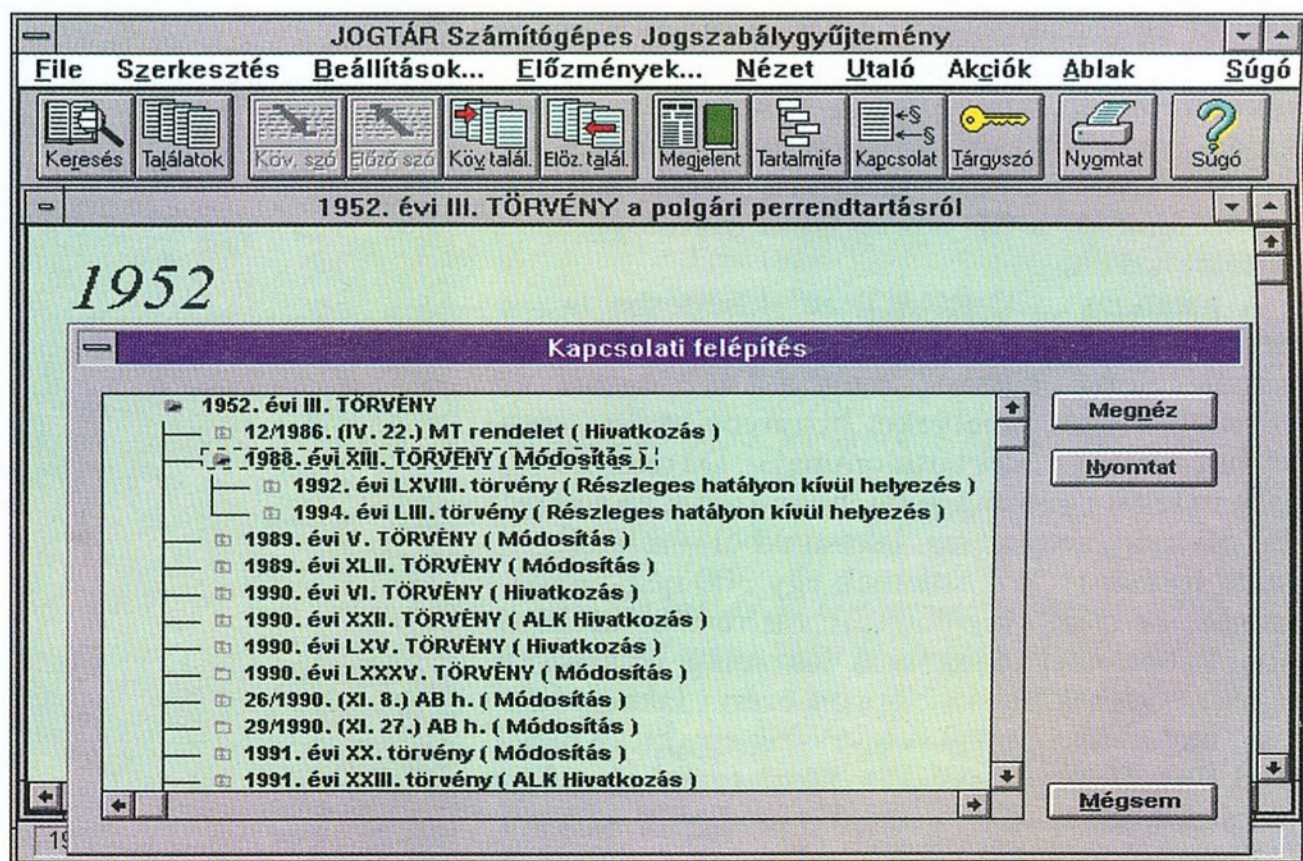 JOGTÁR Számítógépes Jogszabálygyűjtemény
File Szerkesztés Beállítások... Előzmények... Nézet Utaló Akciók Ablak Súgó
Keresés Találatok Köv. szó Előző szó Köv talál. Elöz. talál. Megjelent Tartalmifa Kapcsolat Tárgyszó Nyomtat Súgó
1952. évi III. TÖRVÉNY a polgári perrendtartásról
1952
Kapcsolati felépítés
1952. évi III. TÖRVÉNY
12/1986. (IV. 22.) MT rendelet ( Hivatkozás )
1988. évi XIII. TÖRVÉNY ( Módosítás )
1992. évi LXVIII. törvény ( Részleges hatályon kívül helyezés )
1994. évi LIII. törvény ( Részleges hatályon kívül helyezés )
1989. évi V. TÖRVÉNY ( Módosítás )
1989. évi XLII. TÖRVÉNY ( Módosítás )
1990. évi VI. TÖRVÉNY ( Hivatkozás )
1990. évi XXII. TÖRVÉNY ( ALK Hivatkozás )
1990. évi LXV. TÖRVÉNY ( Hivatkozás )
1990. évi LXXXV. TÖRVÉNY ( Módosítás )
26/1990. (XI. 8.) AB h. ( Módosítás )
29/1990. (XI. 27.) AB h. ( Módosítás )
1991. évi XX. törvény ( Módosítás )
1991. évi XXIII. törvény ( ALK Hivatkozás )
Megnéz
Nyomtat
Mégsem